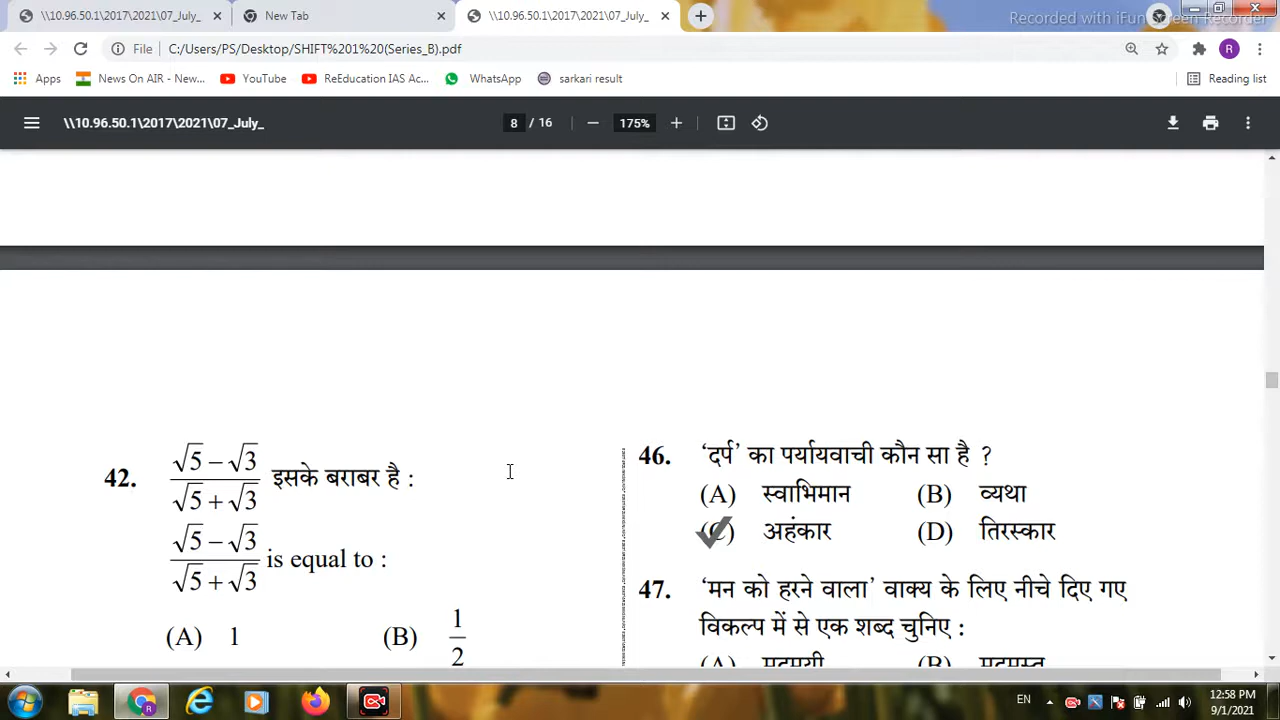 \\10.96.50.1\2017\2021\07_July_
New Tab
\\10.96.50.1\2017\2021\07_July_
Recorded with iFun Screen Recorder
File C:/Users/PS/Desktop/SHIFT%201%20(Series_B).pdf
R
Apps
News On AIR - New...
YouTube
ReEducation IAS Ac...
WhatsApp
sarkari result
Reading list
\\10.96.50.1\2017\2021\07_July_
8 / 16
175%
42. (√5 − √3)/(√5 + √3) इसके बराबर है :
(√5 − √3)/(√5 + √3) is equal to :
(A) 1 (B) 1/2
46. ‘दर्प’ का पर्यायवाची कौन सा है ?
(A) स्वाभिमान (B) व्यथा
(C) अहंकार (D) तिरस्कार
47. ‘मन को हरने वाला’ वाक्य के लिए नीचे दिए गए
विकल्प में से एक शब्द चुनिए :
(A) (B)
EN
12:58 PM
9/1/2021